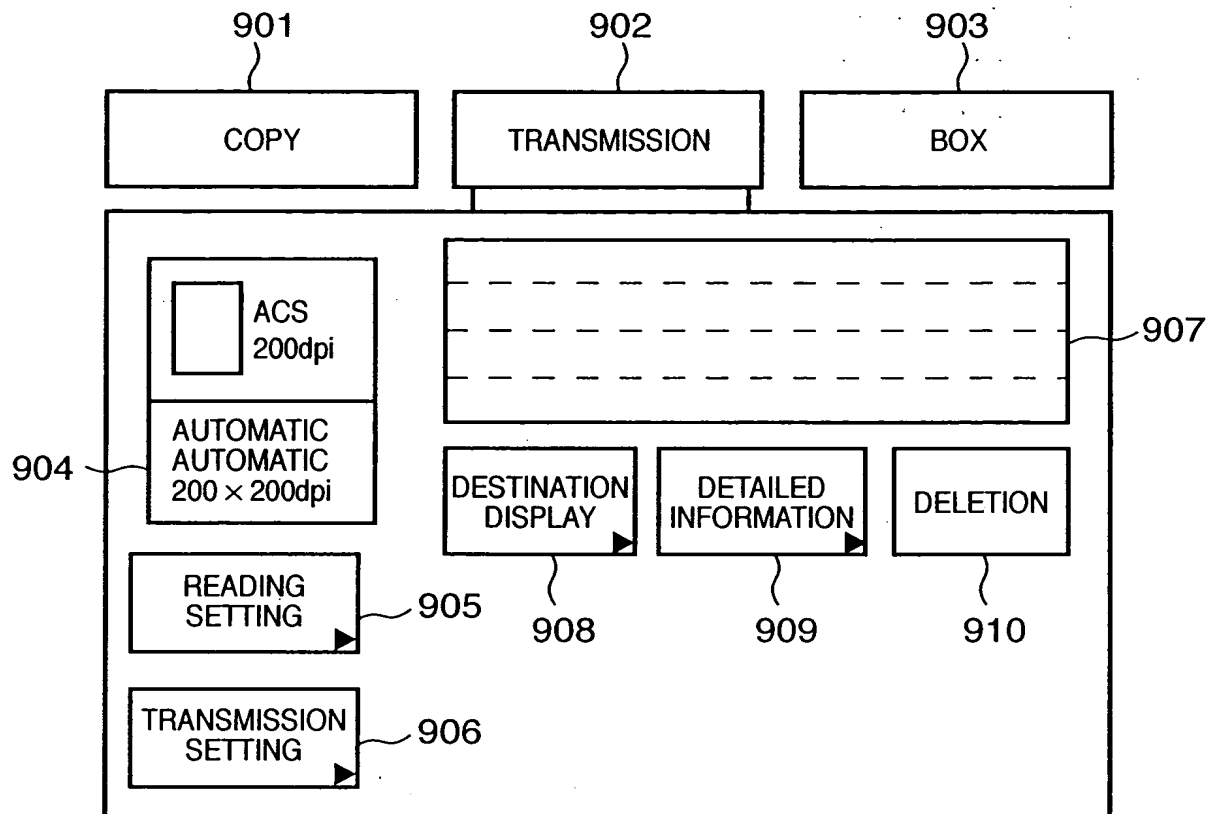 901
902
903
COPY
TRANSMISSION
BOX
ACS
200dpi
907
AUTOMATIC
AUTOMATIC
200 × 200dpi
904
DESTINATION
DISPLAY
DETAILED
INFORMATION
DELETION
READING
SETTING
905
908
909
910
TRANSMISSION
SETTING
906